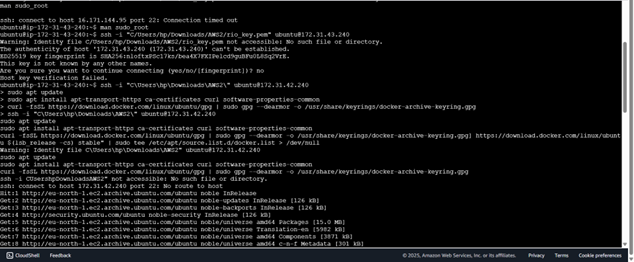 man sudo_root
ssh: connect to host 16.171.144.95 port 22: Connection timed out
ubuntu@ip-172-31-43-240:~$ man sudo_root
ubuntu@ip-172-31-43-240:~$ ssh -i "C/Users/hp/Downloads/AWS2/rio_key.pem" ubuntu@172.31.43.240
Warning: Identity file C/Users/hp/Downloads/AWS2/rio_key.pem not accessible: No such file or directory.
The authenticity of host '172.31.43.240 (172.31.43.240)' can't be established.
ED25519 key fingerprint is
This key is not known by any other names.
Are you sure you want to continue connecting (yes/no/[fingerprint])? no
Host key verification failed.
ubuntu@ip-172-31-43-240:~$ ssh -i "C\Users\hp\Downloads\AWS2\" ubuntu@172.31.42.240
> sudo apt update
> sudo apt install apt-transport-https ca-certificates curl software-properties-common
> curl -fsSL https://download.docker.com/linux/ubuntu/gpg | sudo gpg --dearmor -o /usr/share/keyrings/docker-archive-keyring.gpg
> ssh -i "C\Users\hp\Downloads\AWS2\" ubuntu@172.31.42.240
sudo apt update
sudo apt install apt-transport-https ca-certificates curl software-properties-common
curl -fsSL https://download.docker.com/linux/ubuntu/gpg | sudo gpg --dearmor -o /usr/share/keyrings/docker-archive-keyring.gpg] https://download.docker.com/linux/ubunt
u $(lsb_release -cs) stable" | sudo tee /etc/apt/source.list.d/docker.list > /dev/null
Warning: Identity file C\Users\hp\Downloads\AWS2\" ubuntu@172.31.42.240
sudo apt update
sudo apt install apt-transport-https ca-certificates curl software-properties-common
curl -fsSL https://download.docker.com/linux/ubuntu/gpg | sudo gpg --dearmor -o /usr/share/keyrings/docker-archive-keyring.gpg
ssh -i CUsershpDownloadsAWS2" not accessible: No such file or directory.
ssh: connect to host 172.31.42.240 port 22: No route to host
Hit:1 http://eu-north-1.ec2.archive.ubuntu.com/ubuntu noble InRelease
Get:2 http://eu-north-1.ec2.archive.ubuntu.com/ubuntu noble-updates InRelease [126 kB]
Get:3 http://eu-north-1.ec2.archive.ubuntu.com/ubuntu noble-backports InRelease [126 kB]
Get:4 http://security.ubuntu.com/ubuntu noble-security InRelease [126 kB]
Get:5 http://eu-north-1.ec2.archive.ubuntu.com/ubuntu noble/universe amd64 Packages [15.0 MB]
Get:6 http://eu-north-1.ec2.archive.ubuntu.com/ubuntu noble/universe Translation-en [5982 kB]
Get:7 http://eu-north-1.ec2.archive.ubuntu.com/ubuntu noble/universe amd64 Components [3871 kB]
Get:8 http://eu-north-1.ec2.archive.ubuntu.com/ubuntu noble/universe amd64 c-n-f Metadata [301 kB]
CloudShell Feedback © 2025, Amazon Web Services, Inc. or its affiliates. Privacy Terms Cookie preferences